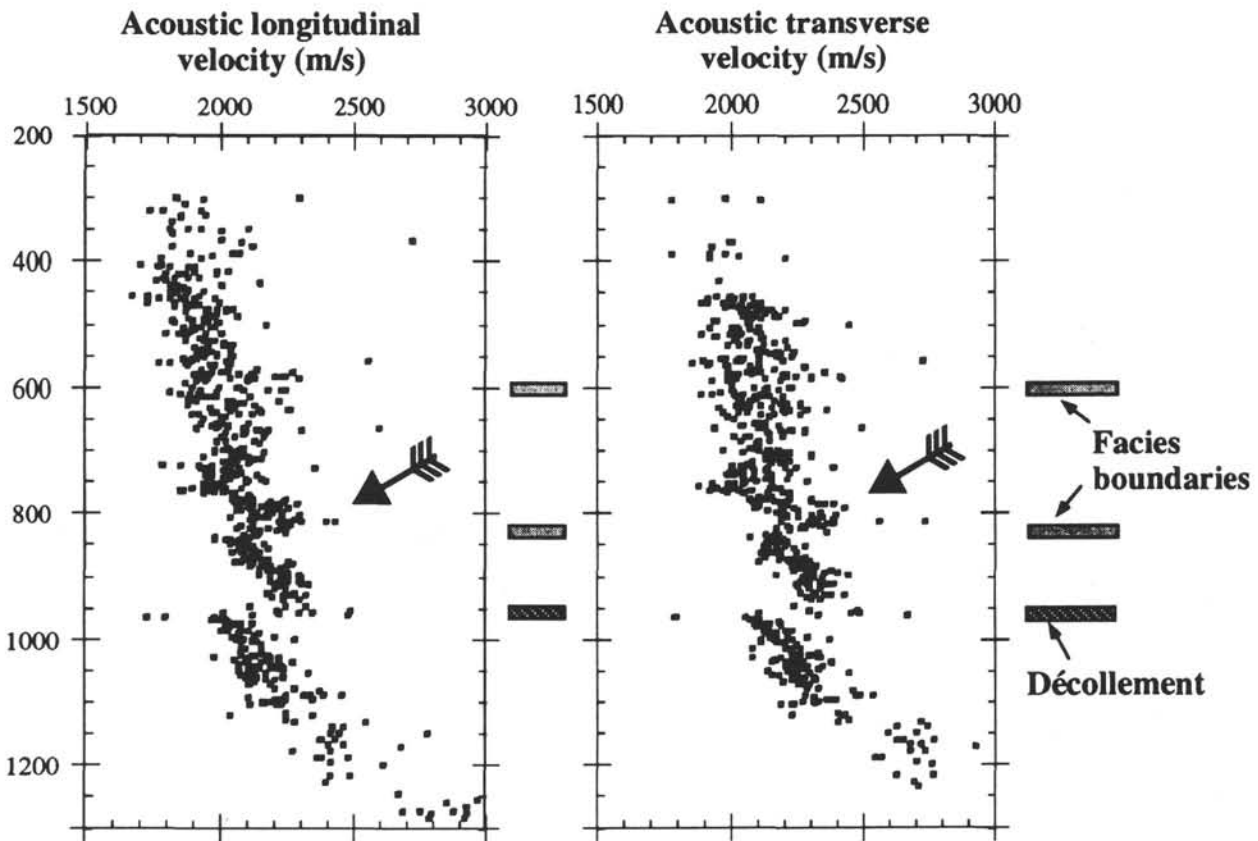 Acoustic longitudinal
velocity (m/s)
Acoustic transverse
velocity (m/s)
1500 2000 2500 3000
1500 2000 2500 3000
200
400
600
800
1000
1200
Facies
boundaries
Décollement